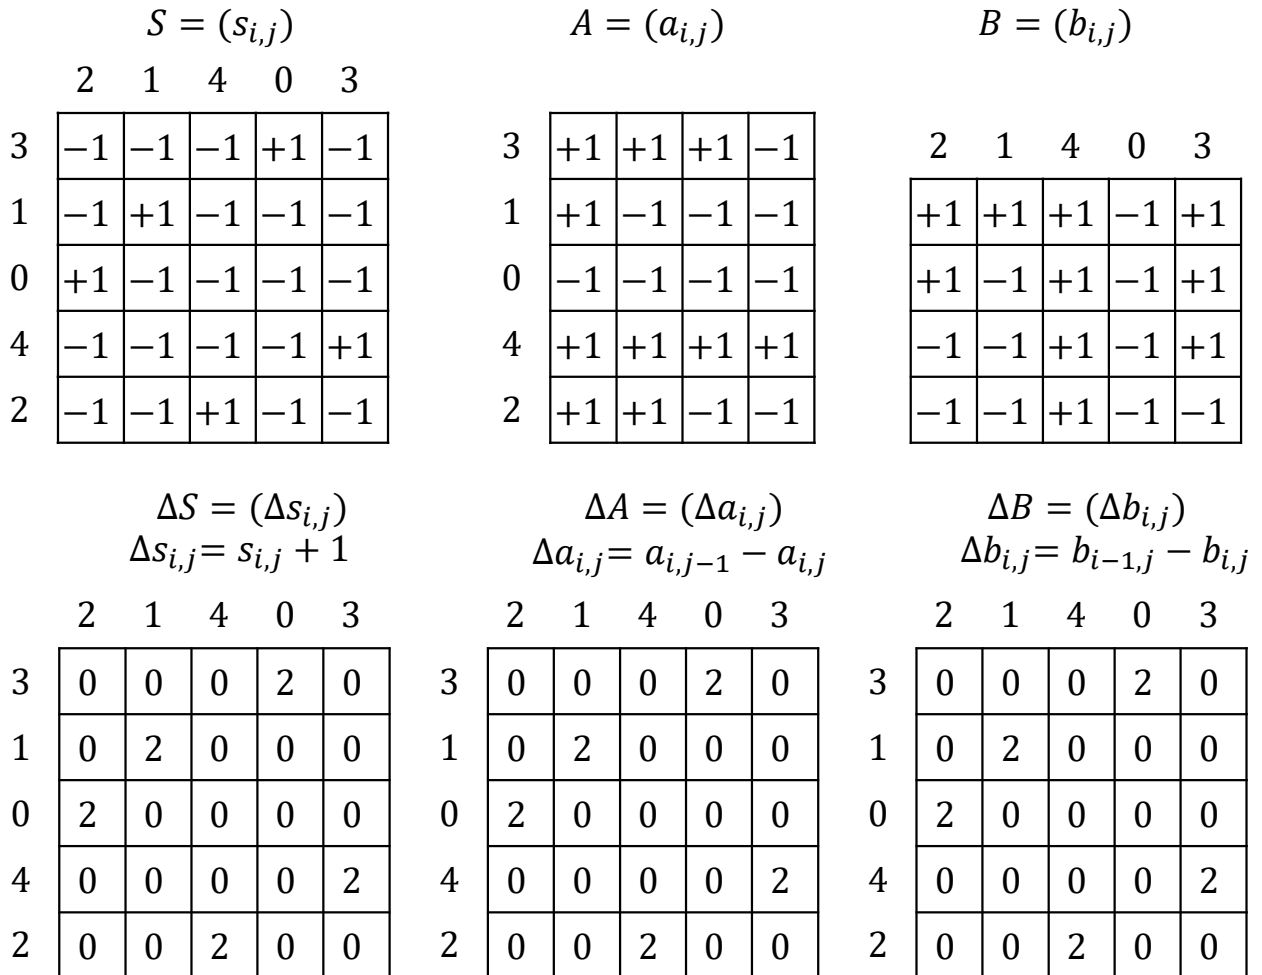 S = (s_{i,j}) A = (a_{i,j}) B = (b_{i,j})
2 1 4 0 3
3 −1 −1 −1 +1 −1 3 +1 +1 +1 −1 2 1 4 0 3
1 −1 +1 −1 −1 −1 1 +1 −1 −1 −1 +1 +1 +1 −1 +1
0 +1 −1 −1 −1 −1 0 −1 −1 −1 −1 +1 −1 +1 −1 +1
4 −1 −1 −1 −1 +1 4 +1 +1 +1 +1 −1 −1 +1 −1 +1
2 −1 −1 +1 −1 −1 2 +1 +1 −1 −1 −1 −1 +1 −1 −1
ΔS = (Δs_{i,j}) ΔA = (Δa_{i,j}) ΔB = (Δb_{i,j})
Δs_{i,j} = s_{i,j} + 1 Δa_{i,j} = a_{i,j−1} − a_{i,j} Δb_{i,j} = b_{i−1,j} − b_{i,j}
2 1 4 0 3 2 1 4 0 3 2 1 4 0 3
3 0 0 0 2 0 3 0 0 0 2 0 3 0 0 0 2 0
1 0 2 0 0 0 1 0 2 0 0 0 1 0 2 0 0 0
0 2 0 0 0 0 0 2 0 0 0 0 0 2 0 0 0 0
4 0 0 0 0 2 4 0 0 0 0 2 4 0 0 0 0 2
2 0 0 2 0 0 2 0 0 2 0 0 2 0 0 2 0 0